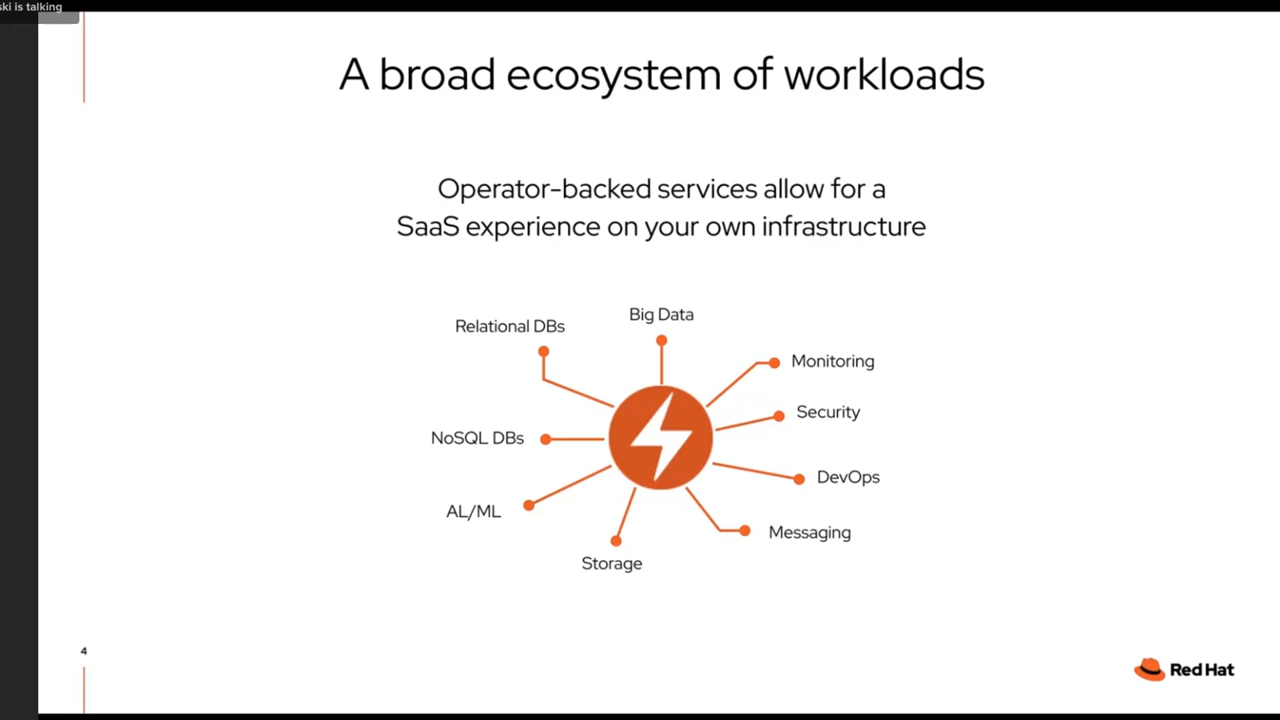 ski is talking
A broad ecosystem of workloads
Operator-backed services allow for a
SaaS experience on your own infrastructure
Big Data
Relational DBs
Monitoring
Security
NoSQL DBs
DevOps
AL/ML
Messaging
Storage
4
Red Hat